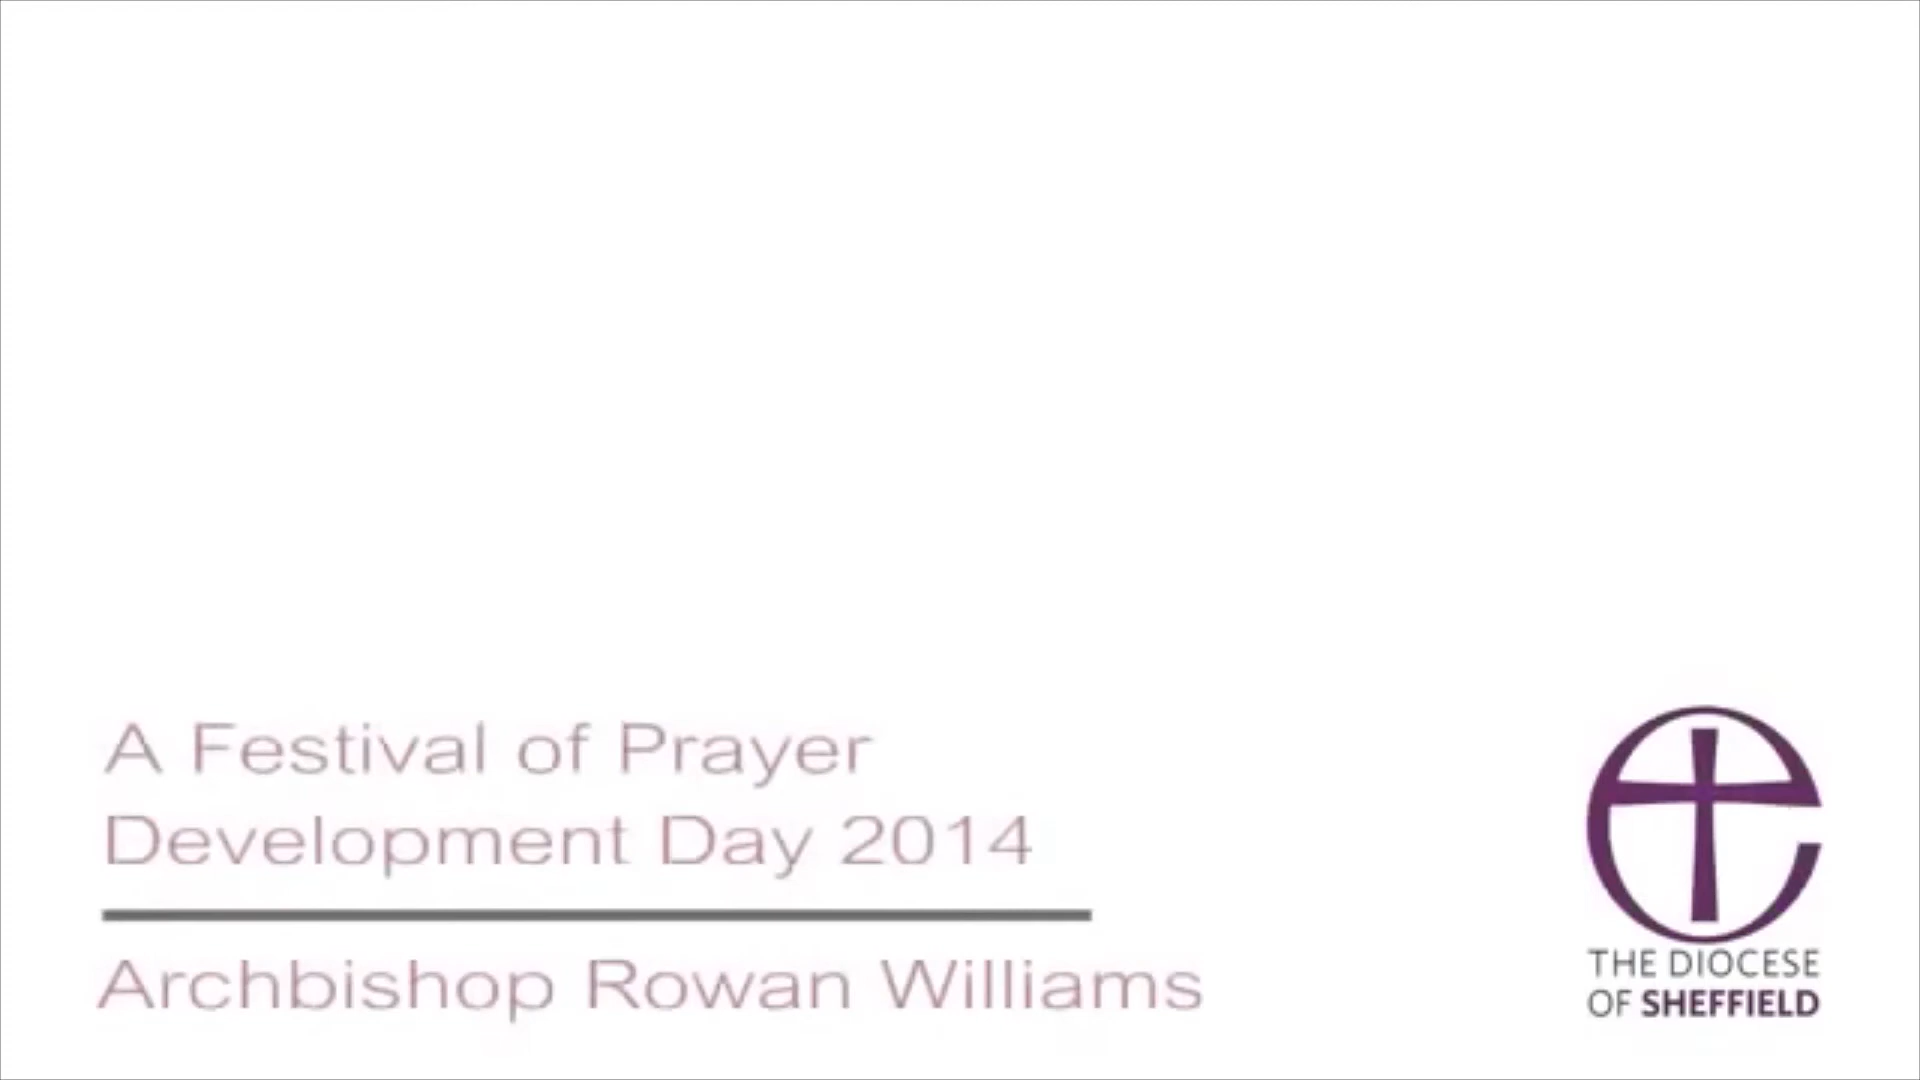 A Festival of Prayer
Development Day 2014
Archbishop Rowan Williams
THE DIOCESE
OF SHEFFIELD